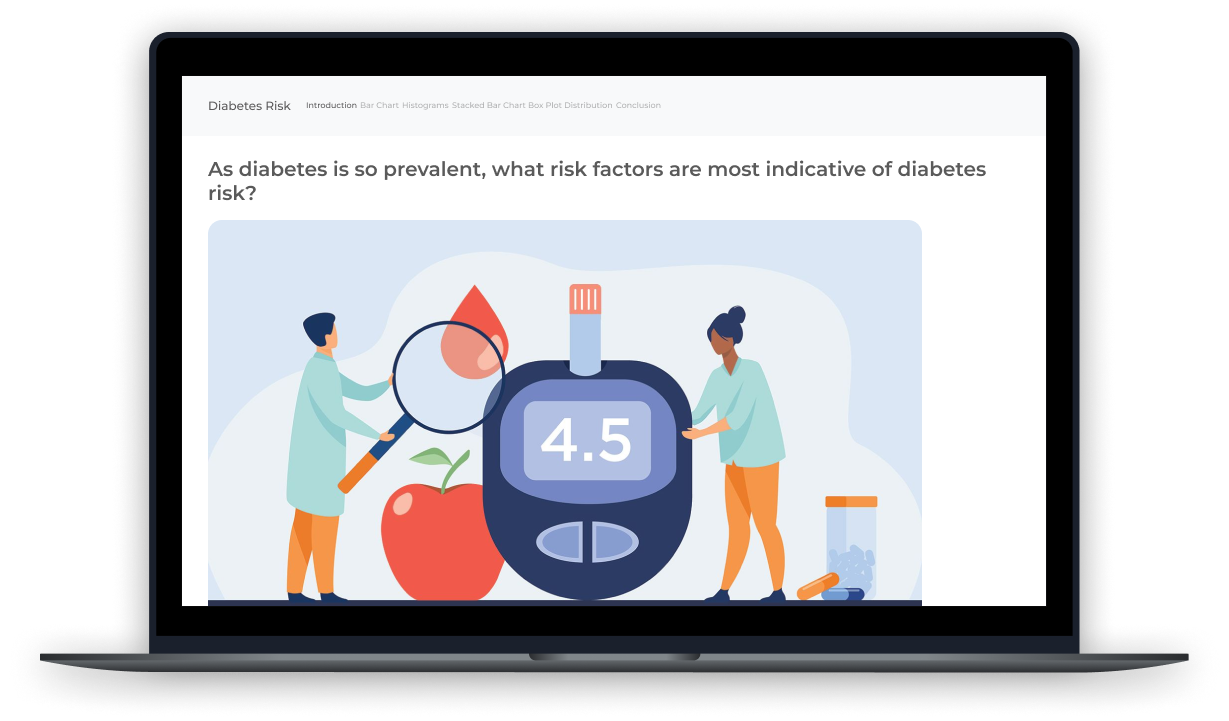 Diabetes Risk Introduction Bar Chart Histograms Stacked Bar Chart Box Plot Distribution Conclusion
As diabetes is so prevalent, what risk factors are most indicative of diabetes
risk?
4.5